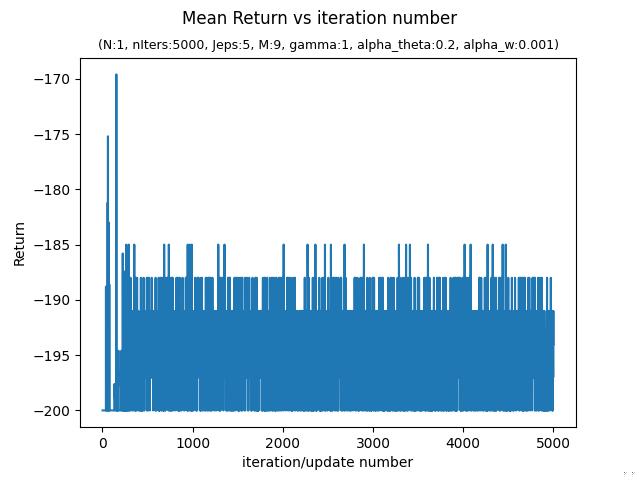 Mean Return vs iteration number
(N:1, nIters:5000, Jeps:5, M:9, gamma:1, alpha_theta:0.2, alpha_w:0.001)
−170
−175
−180
−185
−190
−195
−200
Return
0 1000 2000 3000 4000 5000
iteration/update number